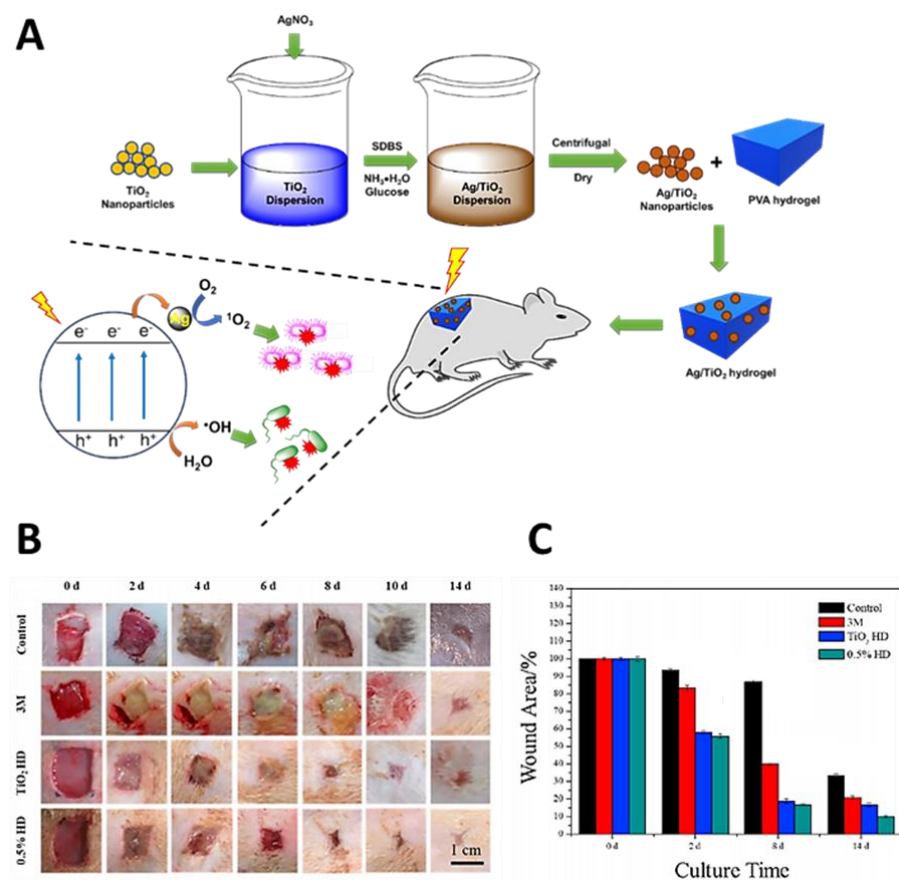 A
AgNO₃
TiO₂
Nanoparticles
TiO₂
Dispersion
SDBS
NH₃•H₂O
Glucose
Ag/TiO₂
Dispersion
Centrifugal
Dry
Ag/TiO₂
Nanoparticles
+
PVA hydrogel
Ag/TiO₂ hydrogel
e⁻ e⁻ e⁻
Ag
O₂
¹O₂
h⁺ h⁺ h⁺
•OH
H₂O
B
0 d 2 d 4 d 6 d 8 d 10 d 14 d
Control
3M
TiO₂ HD
0.5% HD
1 cm
C
Wound Area/%
140
130
120
110
100
90
80
70
60
50
40
30
20
10
0
Control
3M
TiO₂ HD
0.5% HD
0 d 2 d 8 d 14 d
Culture Time